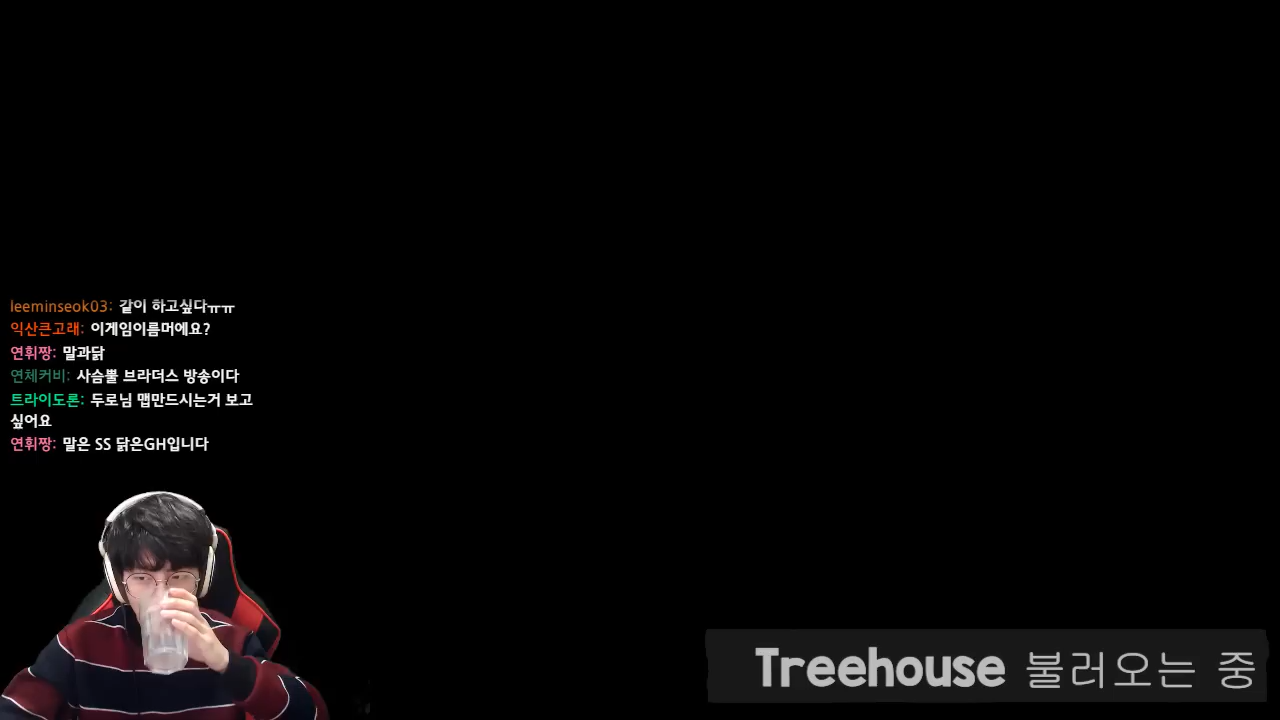 leeminseok03: 같이 하고싶다ㅠㅠ
익산큰고래: 이게임이름머에요?
연휘짱: 말과닭
연체커비: 사슴뿔 브라더스 방송이다
트라이도론: 두로님 맵만드시는거 보고
싶어요
연휘짱: 말은 SS 닭은GH입니다
Treehouse 불러오는 중